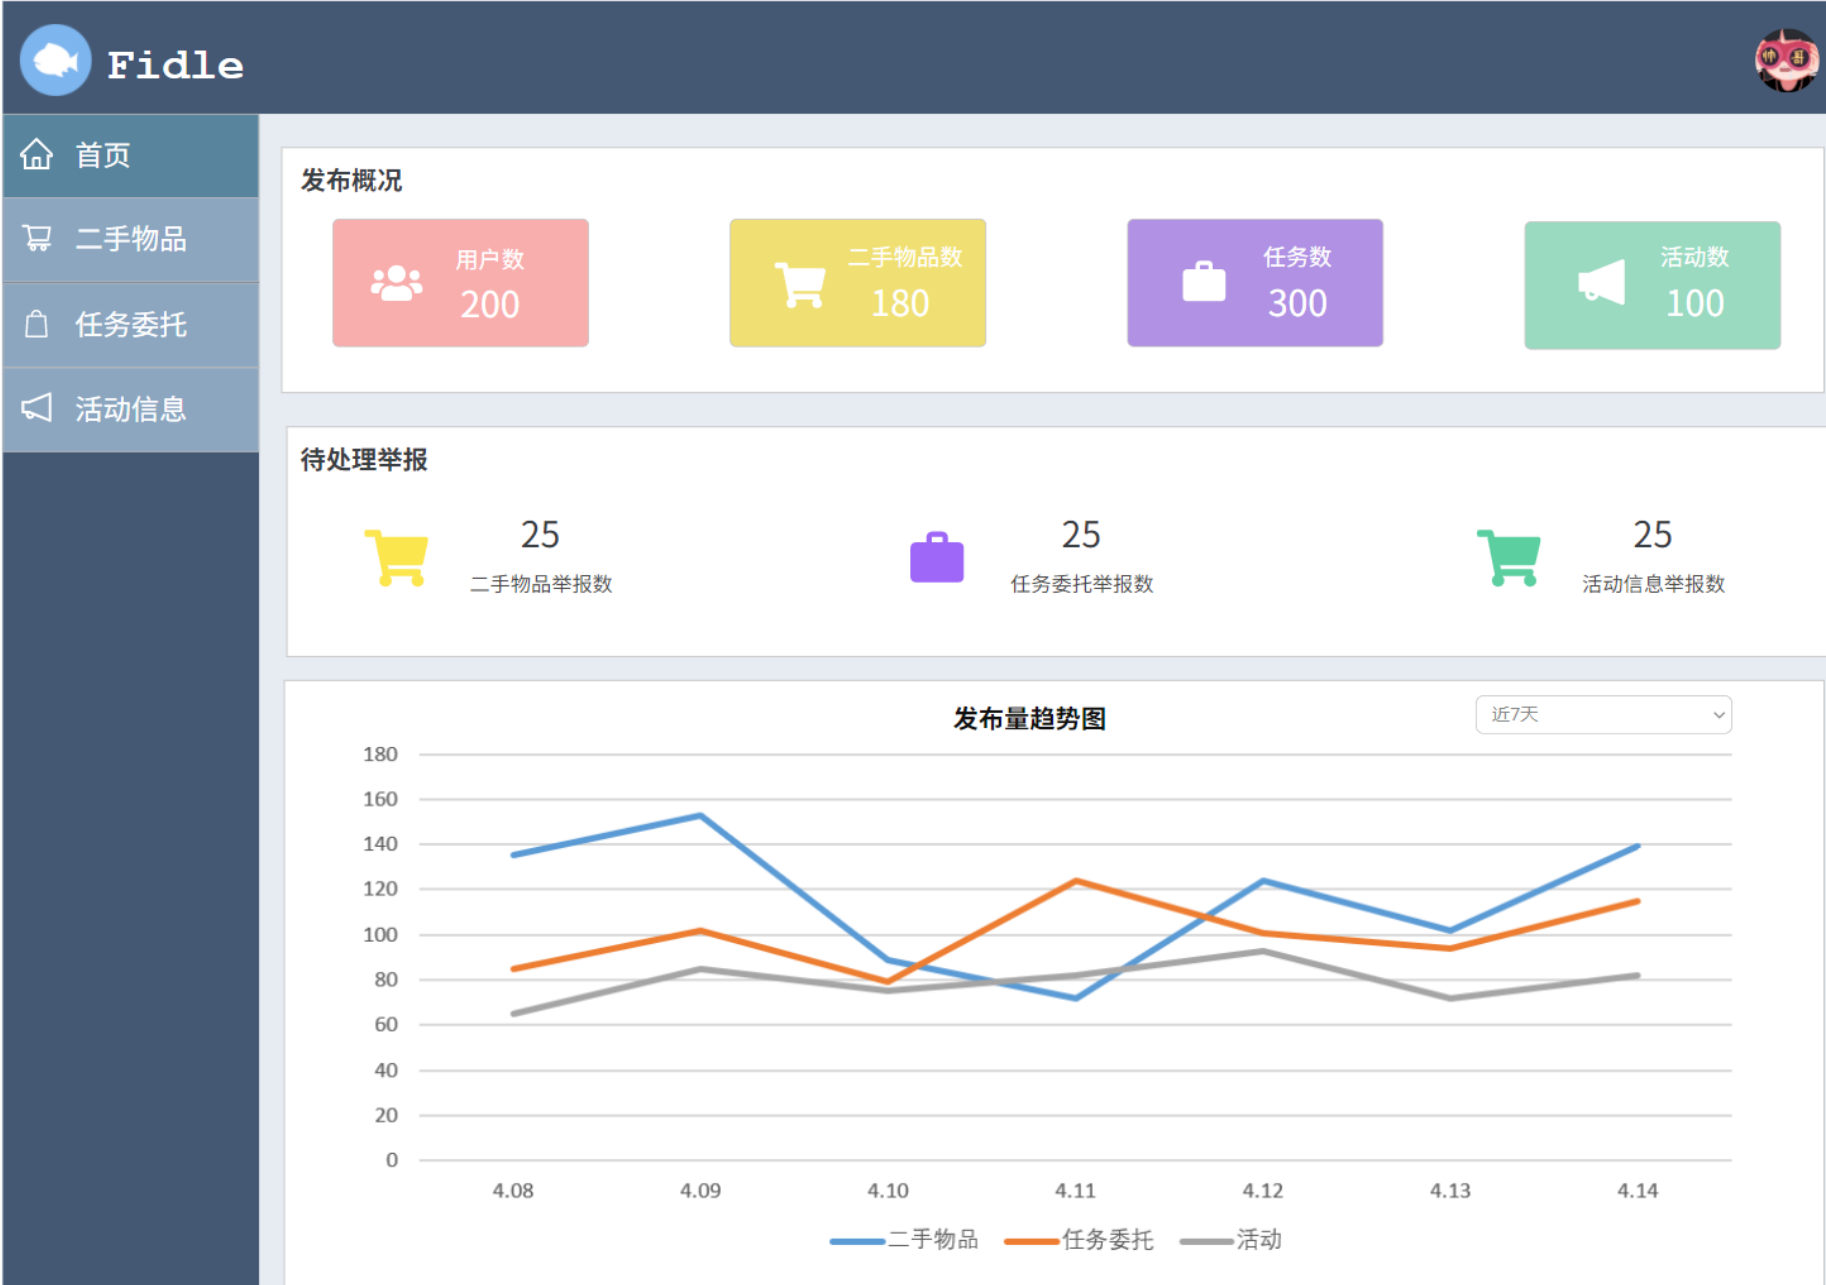 Fidle
帅哥
首页
二手物品
任务委托
活动信息
发布概况
用户数
200
二手物品数
180
任务数
300
活动数
100
待处理举报
25
二手物品举报数
25
任务委托举报数
25
活动信息举报数
发布量趋势图
近7天
180
160
140
120
100
80
60
40
20
0
4.08 4.09 4.10 4.11 4.12 4.13 4.14
二手物品 任务委托 活动